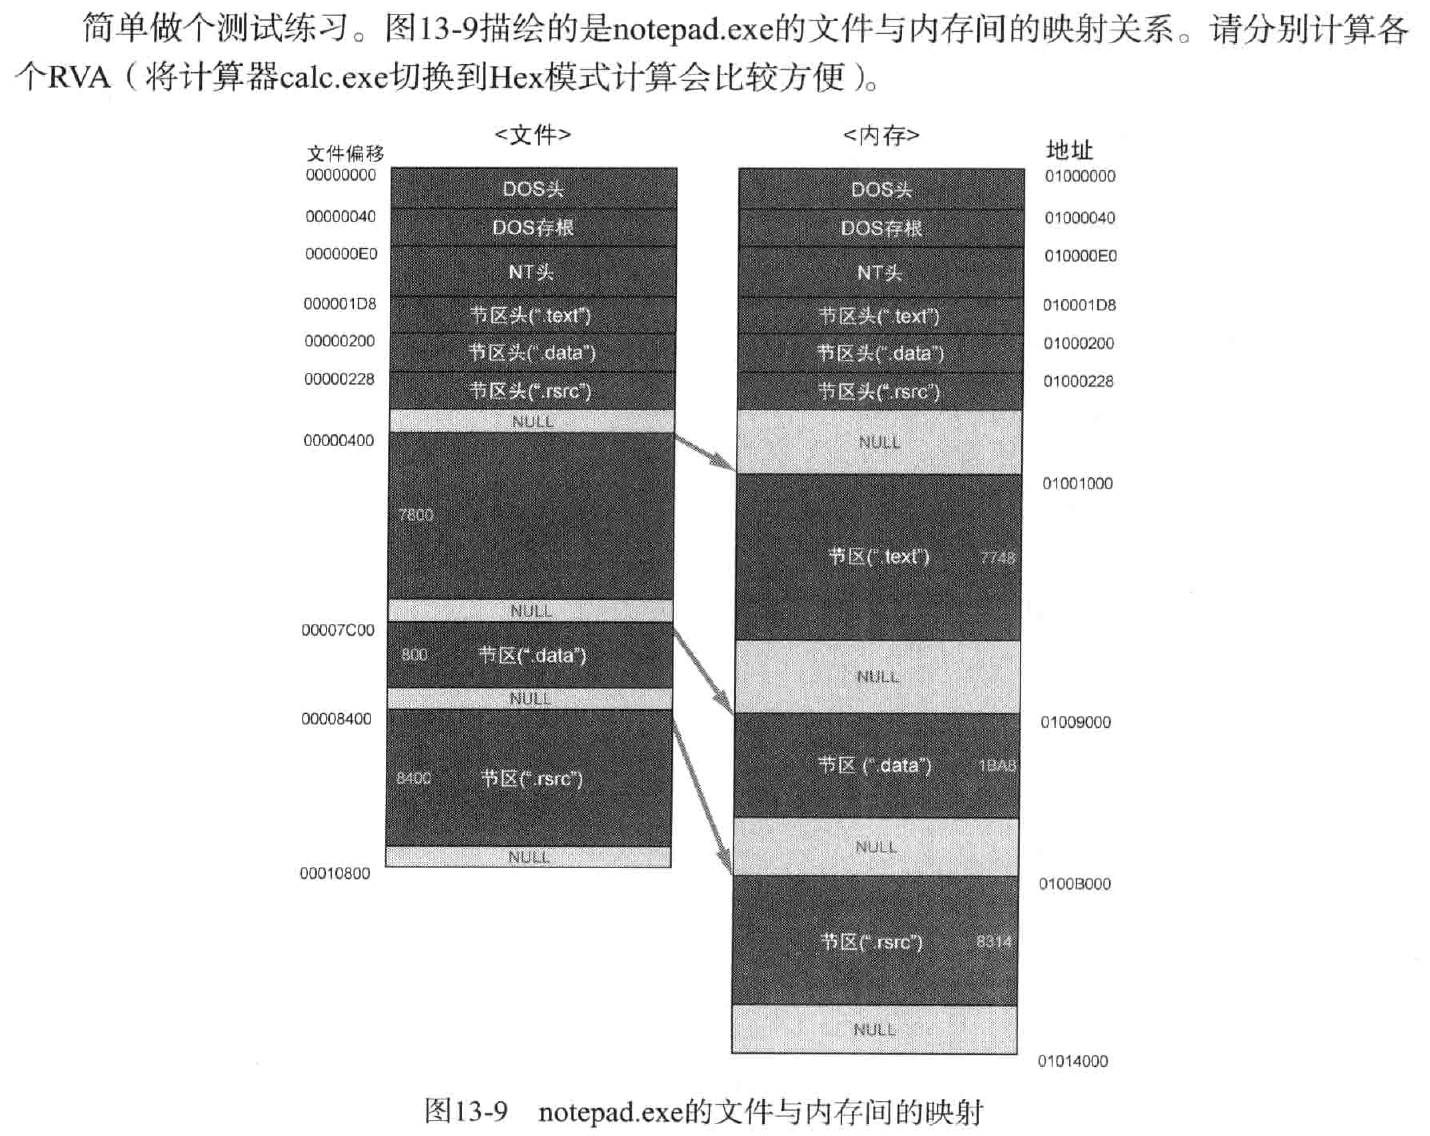 简单做个测试练习。图13-9描绘的是notepad.exe的文件与内存间的映射关系。请分别计算各
个RVA（将计算器calc.exe切换到Hex模式计算会比较方便）。
<文件>
<内存>
文件偏移
地址
00000000
DOS头
DOS头
01000000
00000040
DOS存根
DOS存根
01000040
000000E0
NT头
NT头
010000E0
000001D8
节区头(“.text”)
节区头(“.text”)
010001D8
00000200
节区头(“.data”)
节区头(“.data”)
01000200
00000228
节区头(“.rsrc”)
节区头(“.rsrc”)
01000228
NULL
00000400
NULL
01001000
7800
节区(“.text”)
7748
NULL
00007C00
800
节区(“.data”)
NULL
NULL
00008400
01009000
8400
节区(“.rsrc”)
节区 (“.data”)
1BA8
NULL
NULL
00010800
0100B000
节区(“.rsrc”)
8314
NULL
01014000
图13-9 notepad.exe的文件与内存间的映射